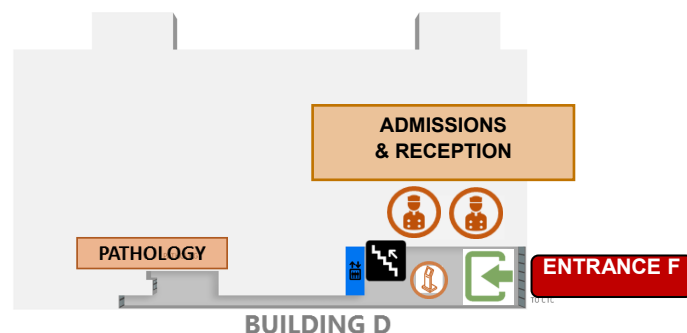 ADMISSIONS
& RECEPTION
PATHOLOGY
ENTRANCE F
BUILDING D